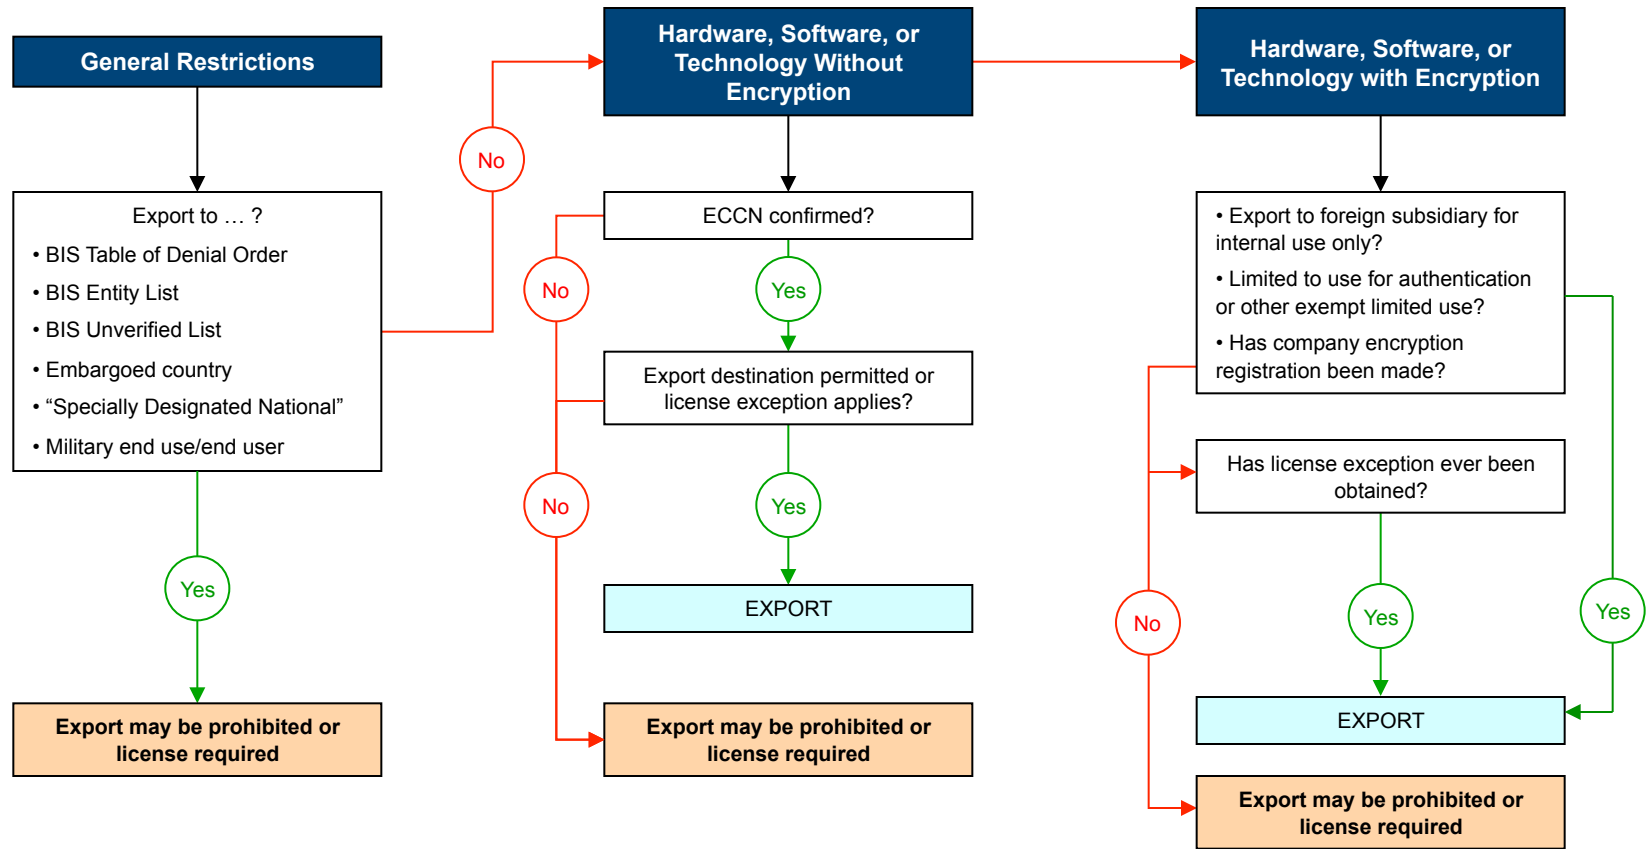 General Restrictions
Export to … ?
• BIS Table of Denial Order
• BIS Entity List
• BIS Unverified List
• Embargoed country
• “Specially Designated National”
• Military end use/end user
Yes
Export may be prohibited or
license required
No
Hardware, Software, or
Technology Without
Encryption
ECCN confirmed?
No
Yes
Export destination permitted or
license exception applies?
No
Yes
EXPORT
Export may be prohibited or
license required
Hardware, Software, or
Technology with Encryption
• Export to foreign subsidiary for
internal use only?
• Limited to use for authentication
or other exempt limited use?
• Has company encryption
registration been made?
Has license exception ever been
obtained?
No
Yes
Yes
EXPORT
Export may be prohibited or
license required